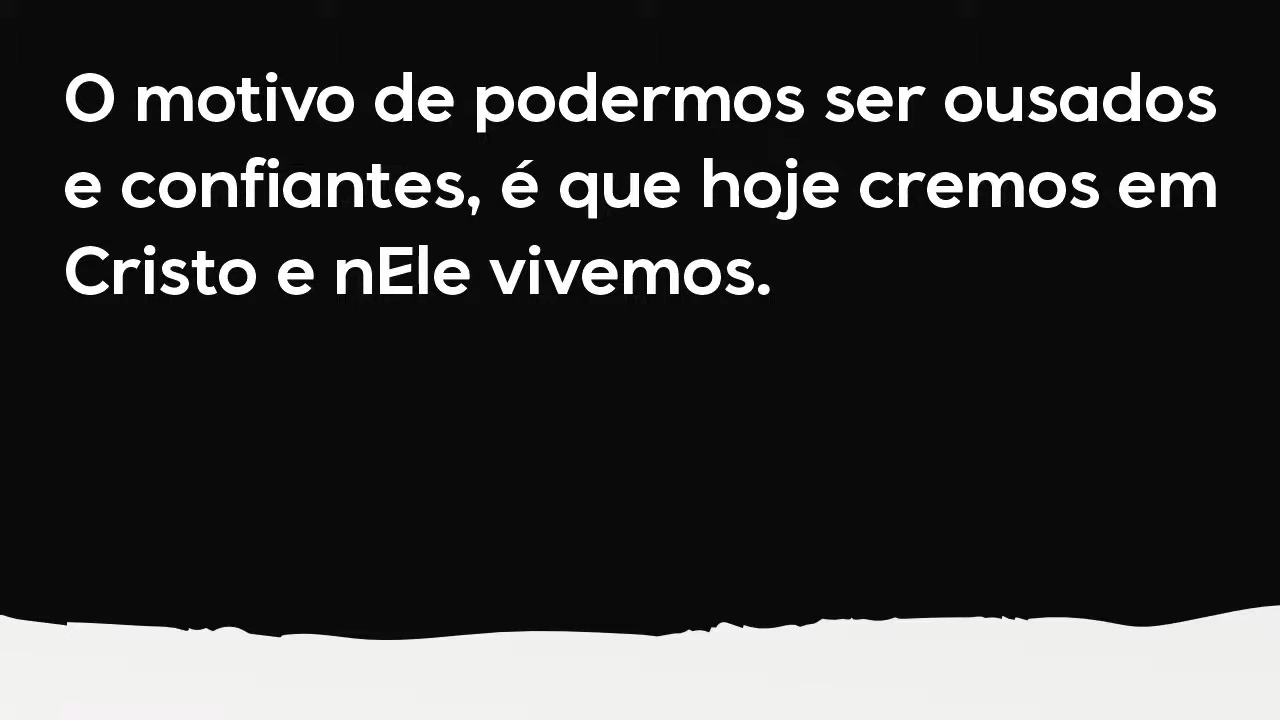 O motivo de podermos ser ousados
e confiantes, é que hoje cremos em
Cristo e nEle vivemos.